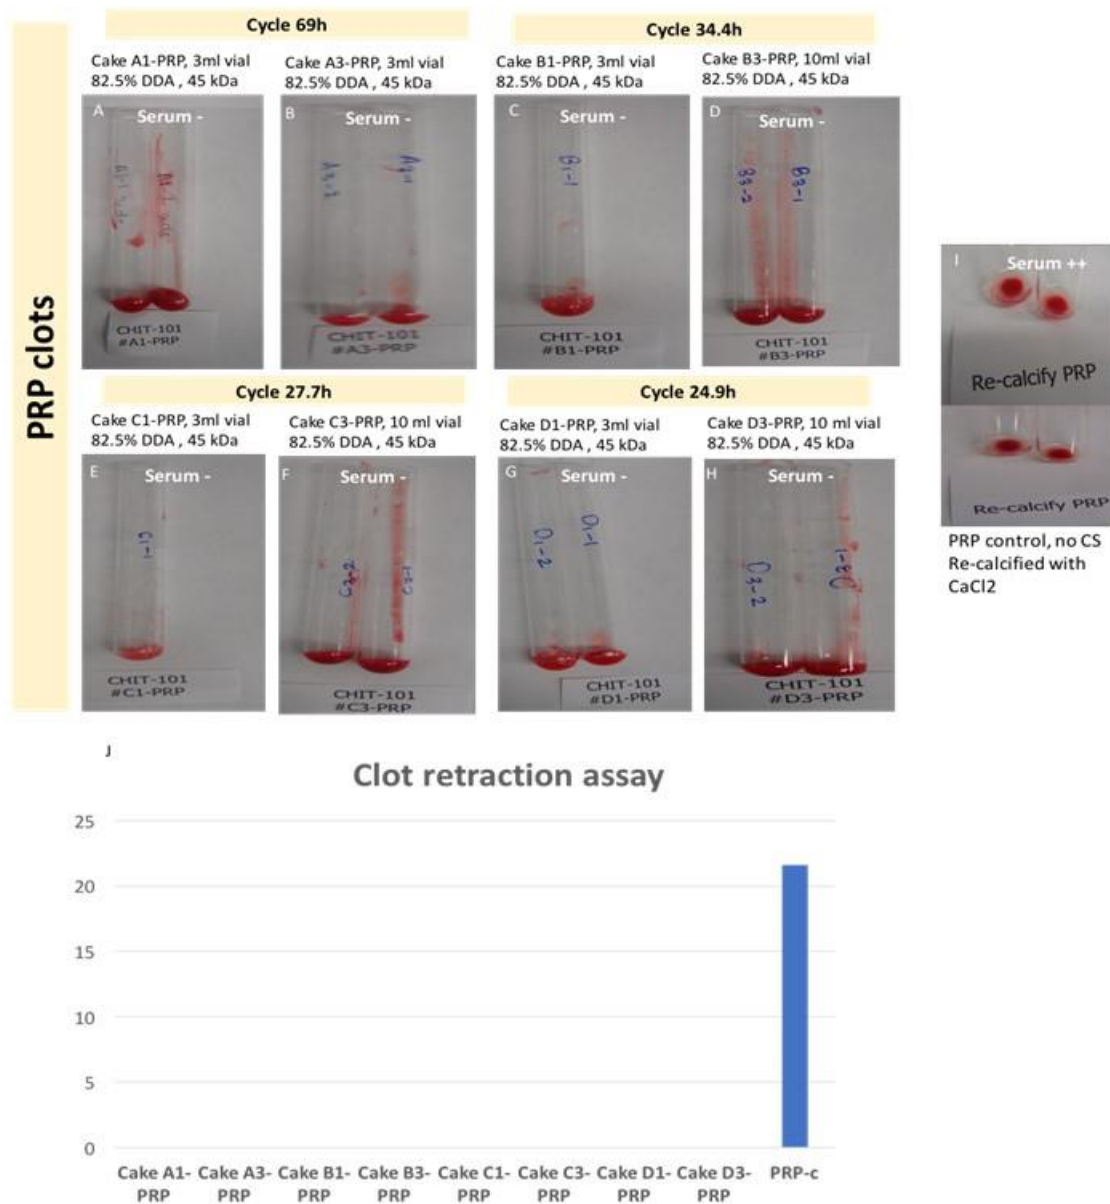 PRP clots
Cycle 69h
Cycle 34.4h
Cake A1-PRP, 3ml vial
82.5% DDA , 45 kDa
Cake A3-PRP, 3ml vial
82.5% DDA , 45 kDa
Cake B1-PRP, 3ml vial
82.5% DDA , 45 kDa
Cake B3-PRP, 10ml vial
82.5% DDA , 45 kDa
A
Serum -
CHIT-101
#A1-PRP
B
Serum -
A3-1
CHIT-101
#A3-PRP
C
Serum -
B1-1
CHIT-101
#B1-PRP
D
Serum -
B3-2
B3-1
CHIT-101
#B3-PRP
I
Serum ++
Re-calcify PRP
Re-calcify PRP
PRP control, no CS
Re-calcified with
CaCl2
Cycle 27.7h
Cycle 24.9h
Cake C1-PRP, 3ml vial
82.5% DDA , 45 kDa
Cake C3-PRP, 10 ml vial
82.5% DDA , 45 kDa
Cake D1-PRP, 3ml vial
82.5% DDA , 45 kDa
Cake D3-PRP, 10 ml vial
82.5% DDA , 45 kDa
E
Serum -
C1-1
CHIT-101
#C1-PRP
F
Serum -
C3-2
C3-1
CHIT-101
#C3-PRP
G
Serum -
D1-2
D1-1
CHIT-101
#D1-PRP
H
Serum -
D3-2
D3-1
CHIT-101
#D3-PRP
J
Clot retraction assay
25
20
15
10
5
0
Cake A1-
PRP
Cake A3-
PRP
Cake B1-
PRP
Cake B3-
PRP
Cake C1-
PRP
Cake C3-
PRP
Cake D1-
PRP
Cake D3-
PRP
PRP-c